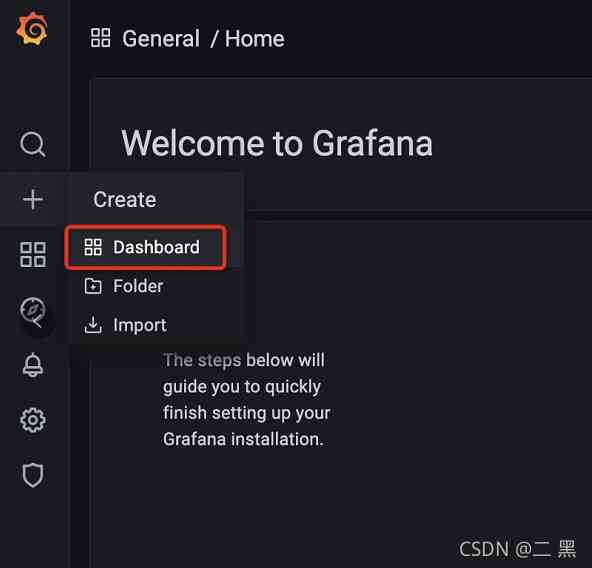 General / Home
Welcome to Grafana
Create
Dashboard
Folder
Import
The steps below will
guide you to quickly
finish setting up your
Grafana installation.
CSDN @二 黑